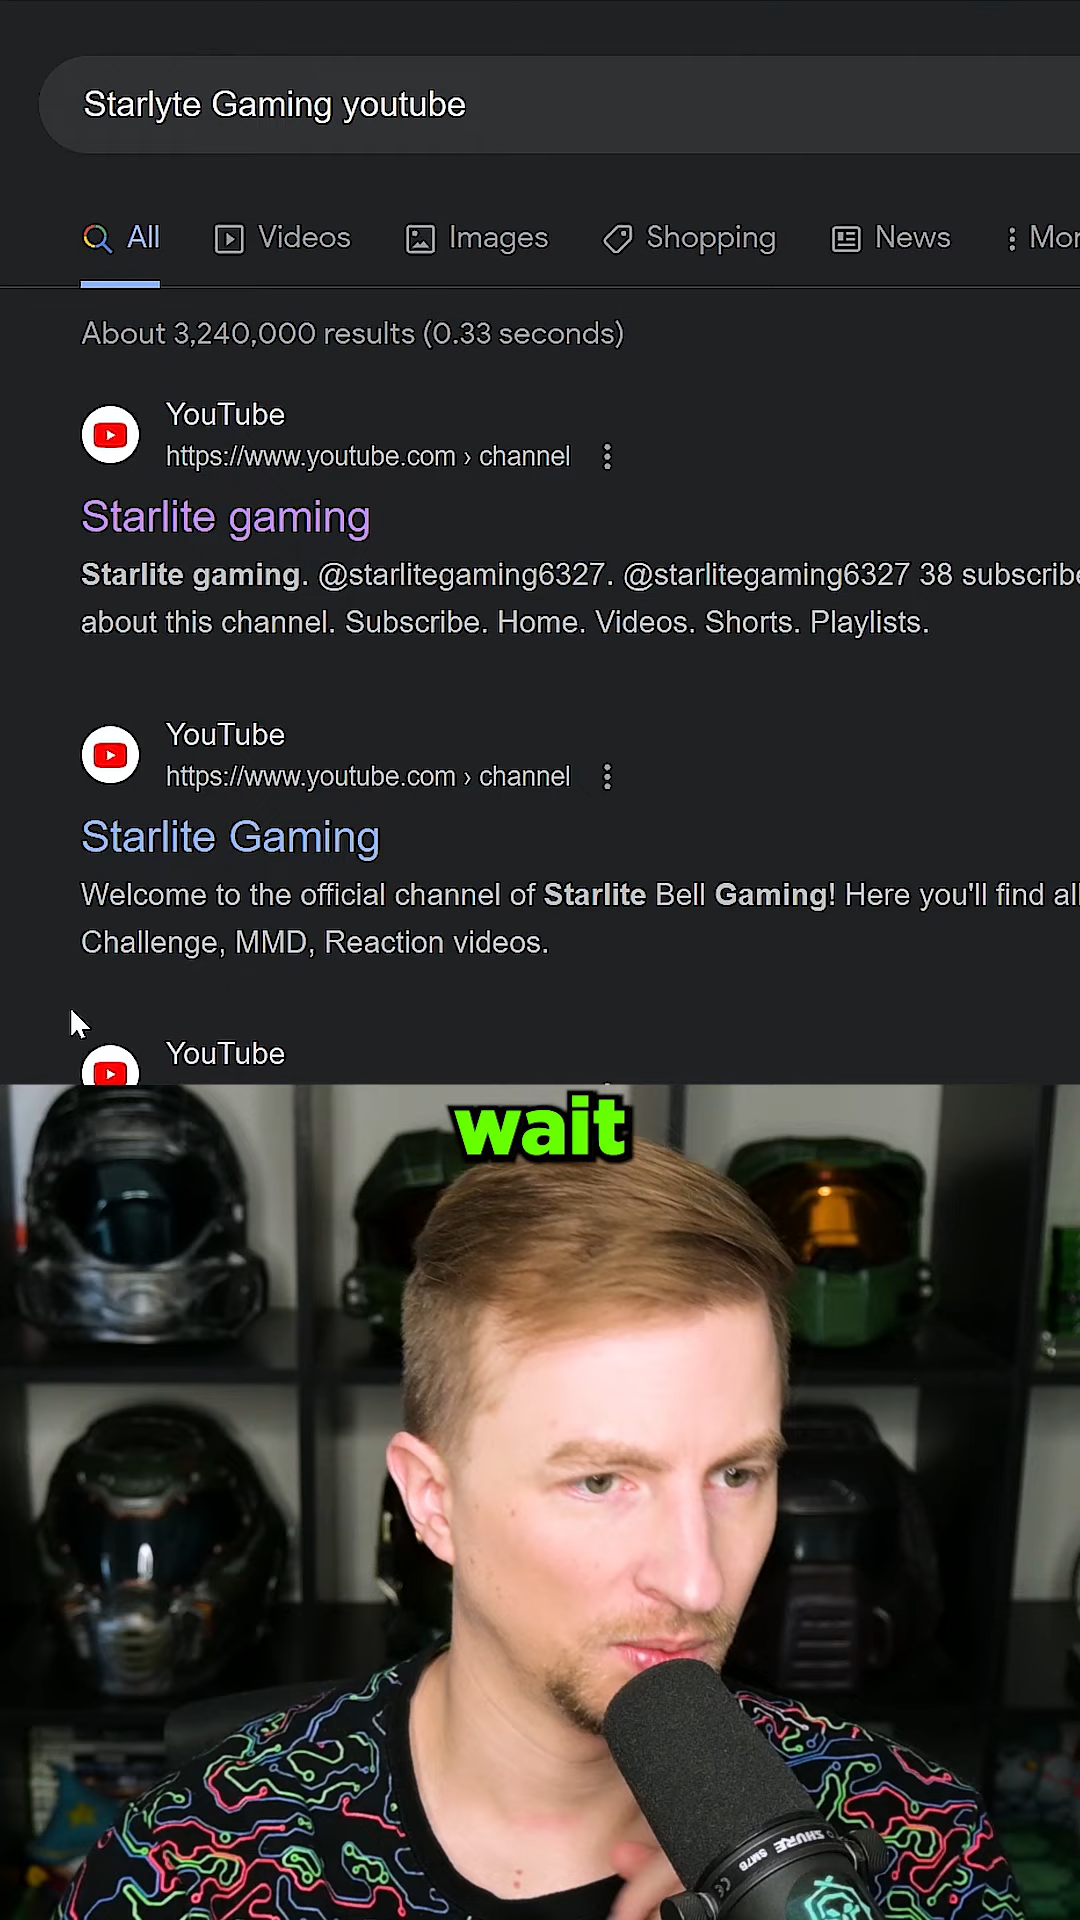 Starlyte Gaming youtube
All Videos Images Shopping News Mor
About 3,240,000 results (0.33 seconds)
YouTube
https://www.youtube.com › channel
Starlite gaming
Starlite gaming. @starlitegaming6327. @starlitegaming6327 38 subscribe
about this channel. Subscribe. Home. Videos. Shorts. Playlists.
YouTube
https://www.youtube.com › channel
Starlite Gaming
Welcome to the official channel of Starlite Bell Gaming! Here you'll find all
Challenge, MMD, Reaction videos.
YouTube
wait
SHURE SM7B